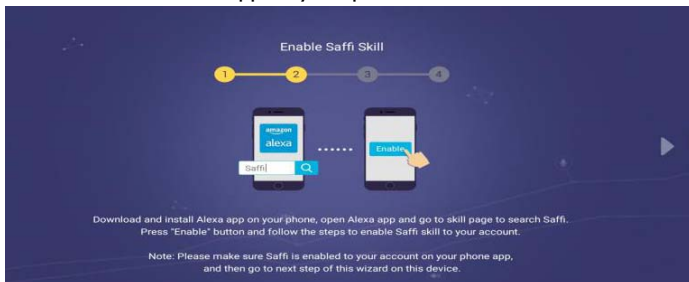 Enable Saffi Skill
1 2 3 4
amazon
alexa
Saffi
Enable
Download and install Alexa app on your phone, open Alexa app and go to skill page to search Saffi.
Press "Enable" button and follow the steps to enable Saffi skill to your account.
Note: Please make sure Saffi is enabled to your account on your phone app,
and then go to next step of this wizard on this device.